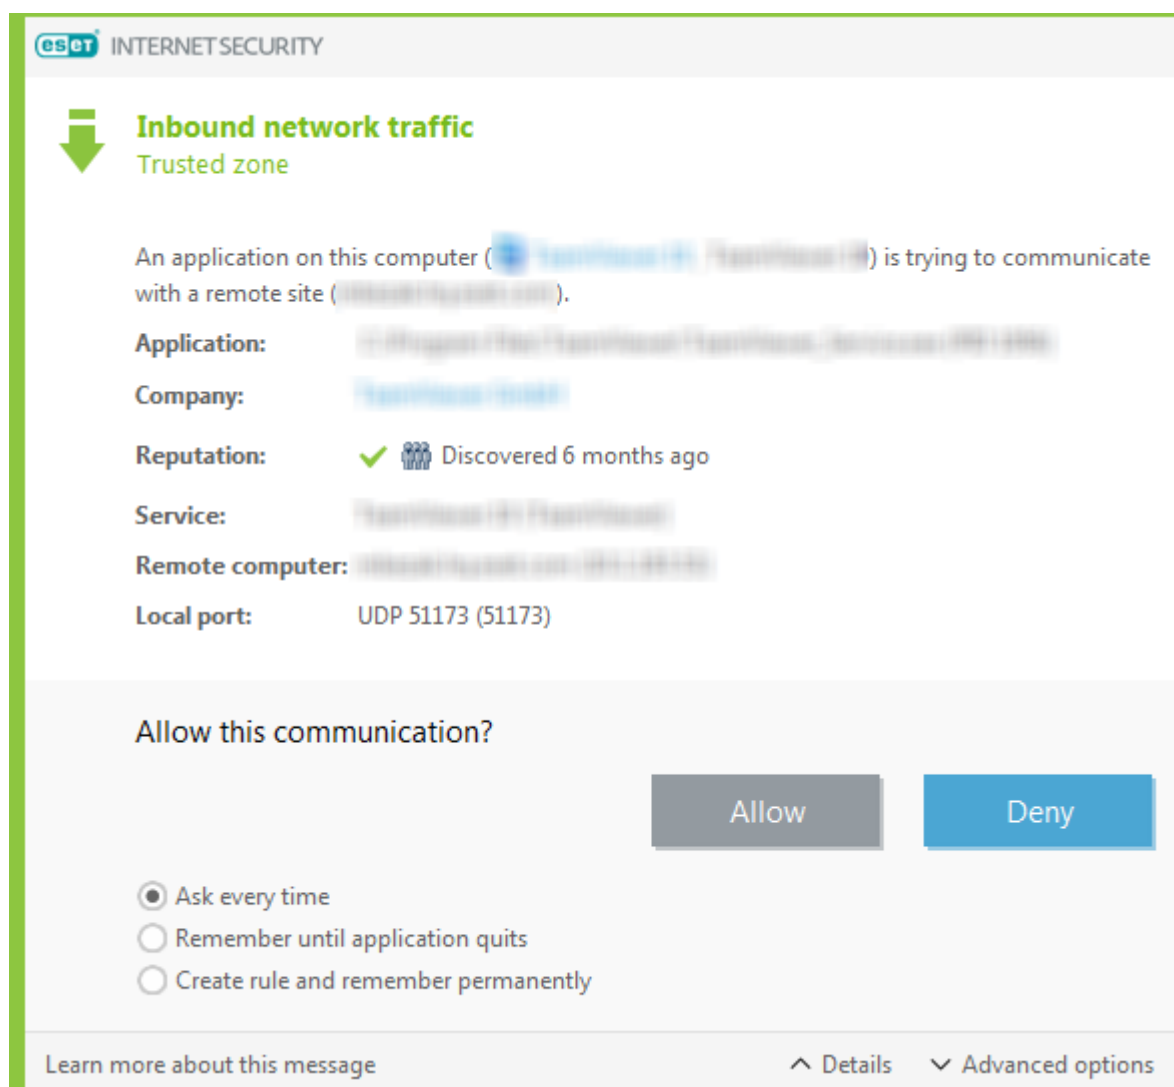 eset INTERNET SECURITY
Inbound network traffic
Trusted zone
An application on this computer ( ) is trying to communicate
with a remote site ( ).
Application:
Company:
Reputation: Discovered 6 months ago
Service:
Remote computer:
Local port: UDP 51173 (51173)
Allow this communication?
Allow Deny
Ask every time
Remember until application quits
Create rule and remember permanently
Learn more about this message Details Advanced options